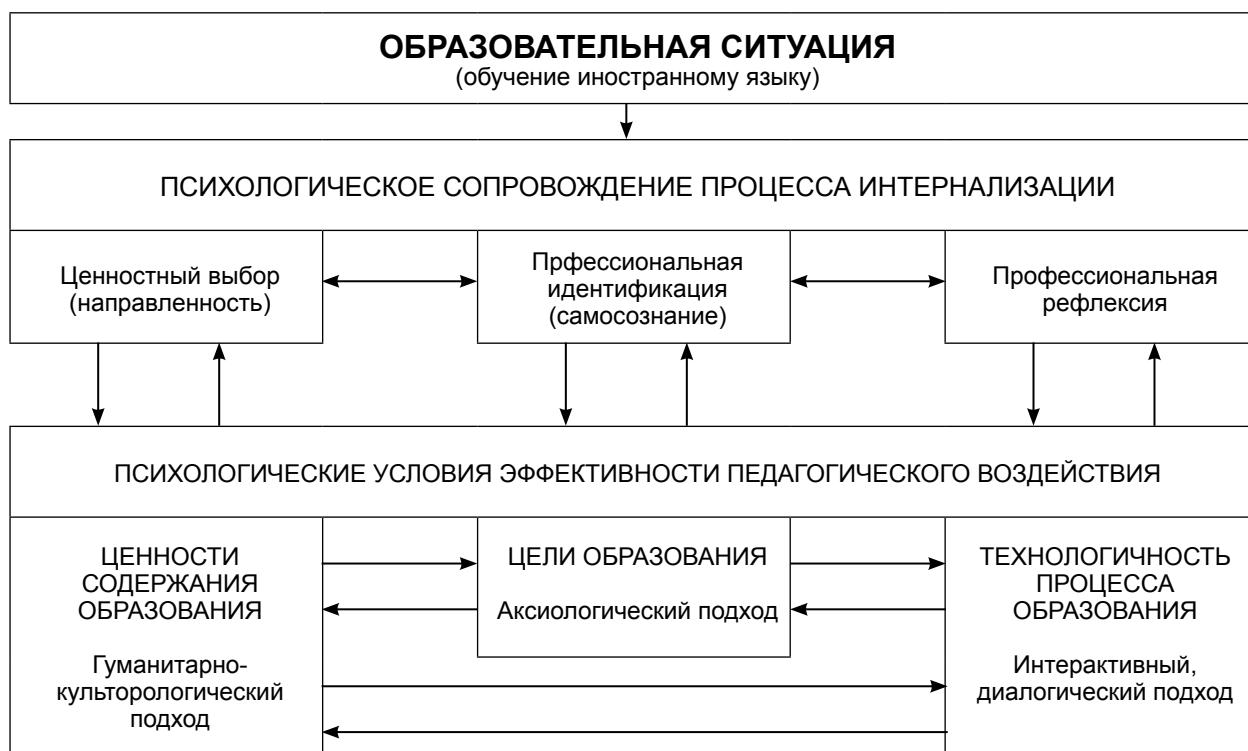 ОБРАЗОВАТЕЛЬНАЯ СИТУАЦИЯ
(обучение иностранному языку)
ПСИХОЛОГИЧЕСКОЕ СОПРОВОЖДЕНИЕ ПРОЦЕССА ИНТЕРНАЛИЗАЦИИ
Ценностный выбор
(направленность)
Прфессиональная
идентификация
(самосознание)
Профессиональная
рефлексия
ПСИХОЛОГИЧЕСКИЕ УСЛОВИЯ ЭФФЕКТИВНОСТИ ПЕДАГОГИЧЕСКОГО ВОЗДЕЙСТВИЯ
ЦЕННОСТИ
СОДЕРЖАНИЯ
ОБРАЗОВАНИЯ
Гуманитарно-
культорологический
подход
ЦЕЛИ ОБРАЗОВАНИЯ
Аксиологический подход
ТЕХНОЛОГИЧНОСТЬ
ПРОЦЕССА
ОБРАЗОВАНИЯ
Интерактивный,
диалогический подход